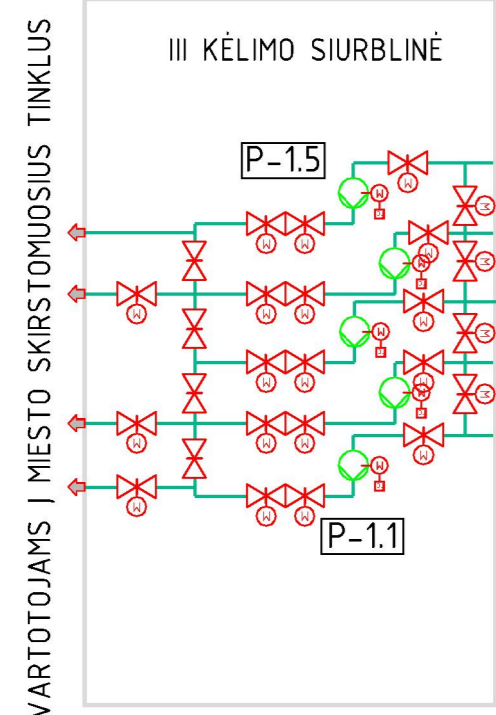 III KĖLIMO SIURBLINĖ
P-1.5
P-1.1
VARTOTOJAMS Į MIESTO SKIRSTOMUOSIUS TINKLUS